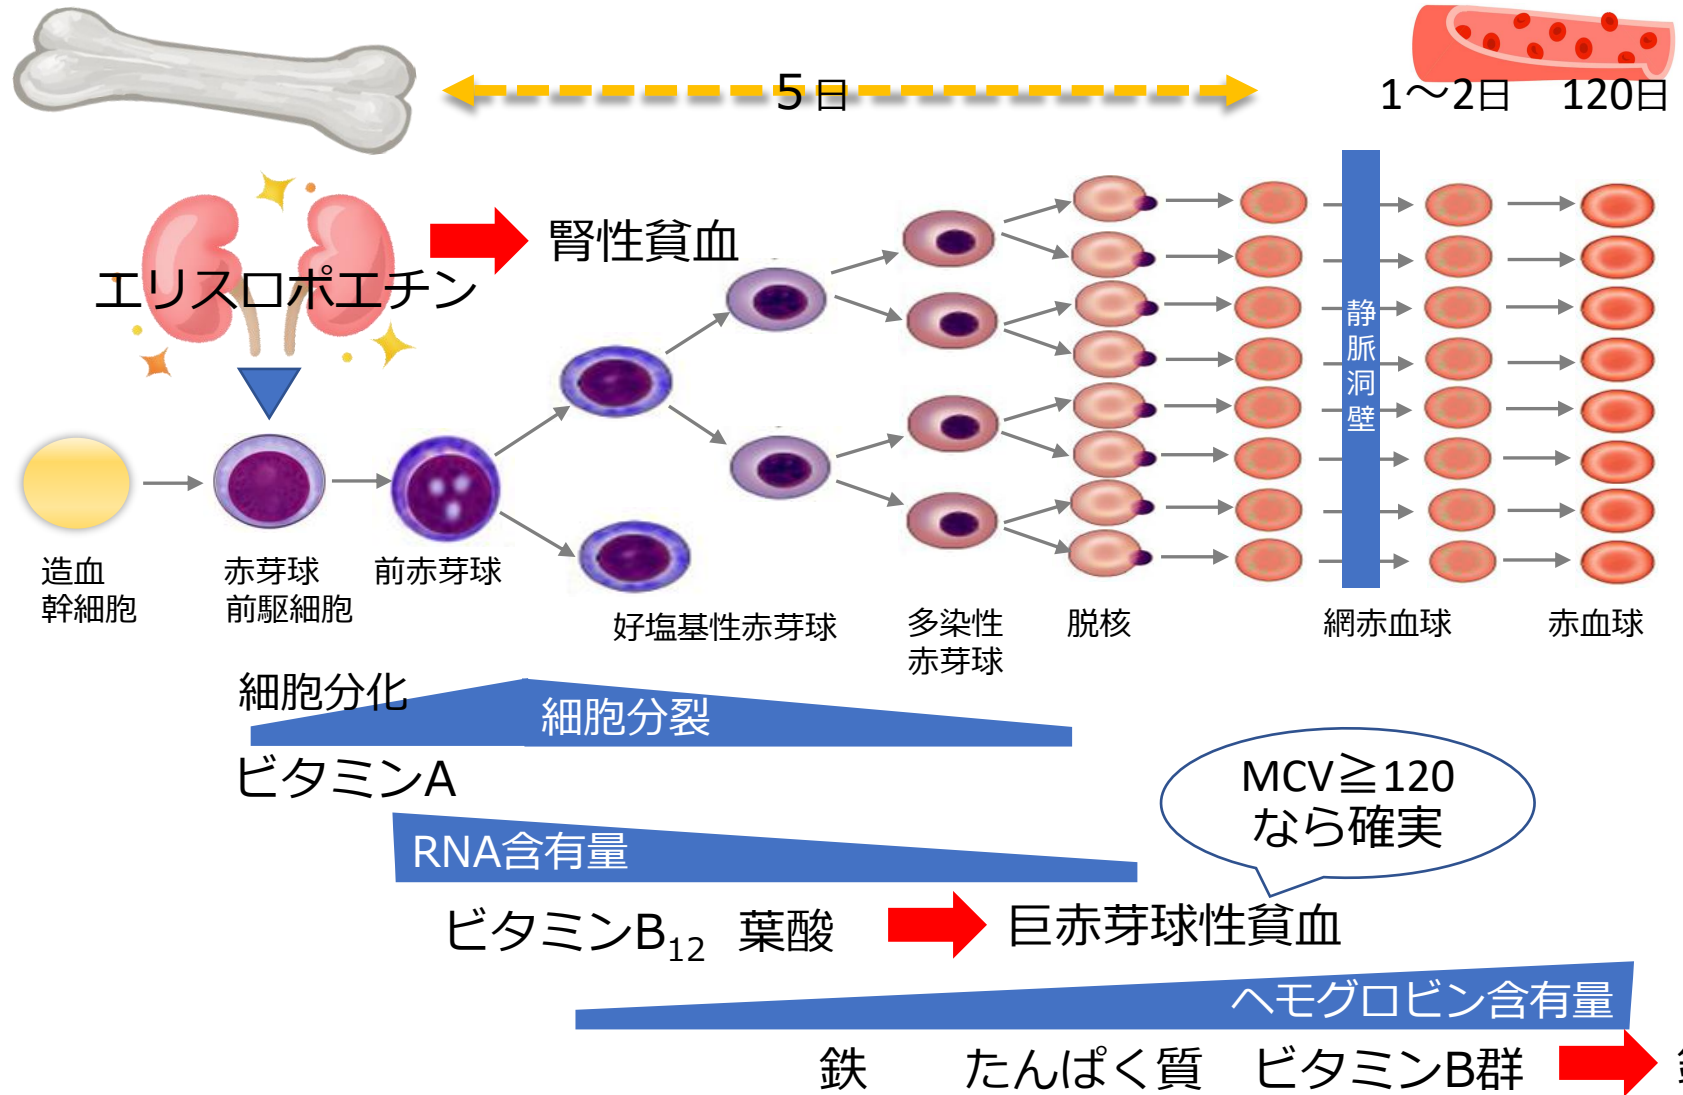 5日
1～2日 120日
腎性貧血
エリスロポエチン
静脈洞壁
造血
幹細胞
赤芽球
前駆細胞
前赤芽球
好塩基性赤芽球
多染性
赤芽球
脱核
網赤血球
赤血球
細胞分化
細胞分裂
ビタミンA
MCV≧120
なら確実
RNA含有量
ビタミンB₁₂ 葉酸
巨赤芽球性貧血
ヘモグロビン含有量
鉄 たんぱく質 ビタミンB群